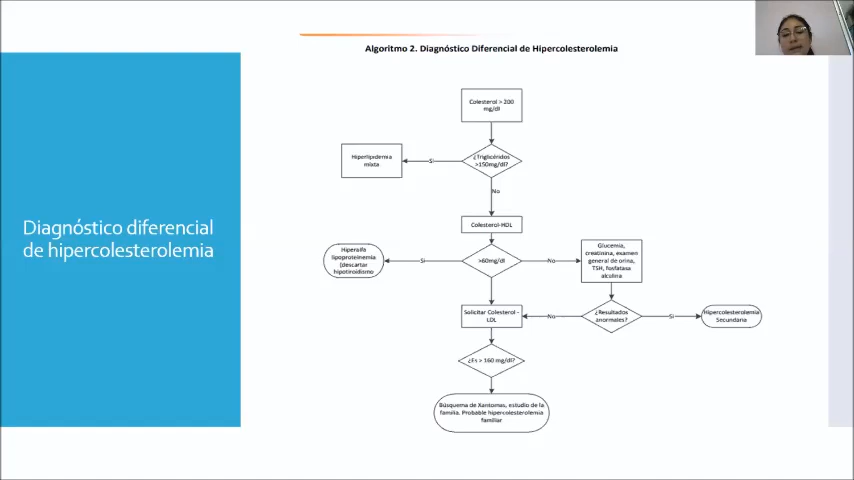 Algoritmo 2. Diagnóstico Diferencial de Hipercolesterolemia
Diagnóstico diferencial
de hipercolesterolemia
Colesterol > 200
mg/dl
¿Triglicéridos
>150mg/dl?
Si
Hiperlipidemia
mixta
No
Colesterol-HDL
>60mg/dl
Si
Hiperalfa
lipoproteinemia
(descartar
hipotiroidismo
No
Glucemia,
creatinina, examen
general de orina,
TSH, fosfatasa
alcalina
¿Resultados
anormales?
Si
Hipercolesterolemia
Secundaria
No
Solicitar Colesterol -
LDL
¿Es > 160 mg/dl?
Búsquema de Xantomas, estudio de la
familia. Probable hipercolesterolemia
familiar